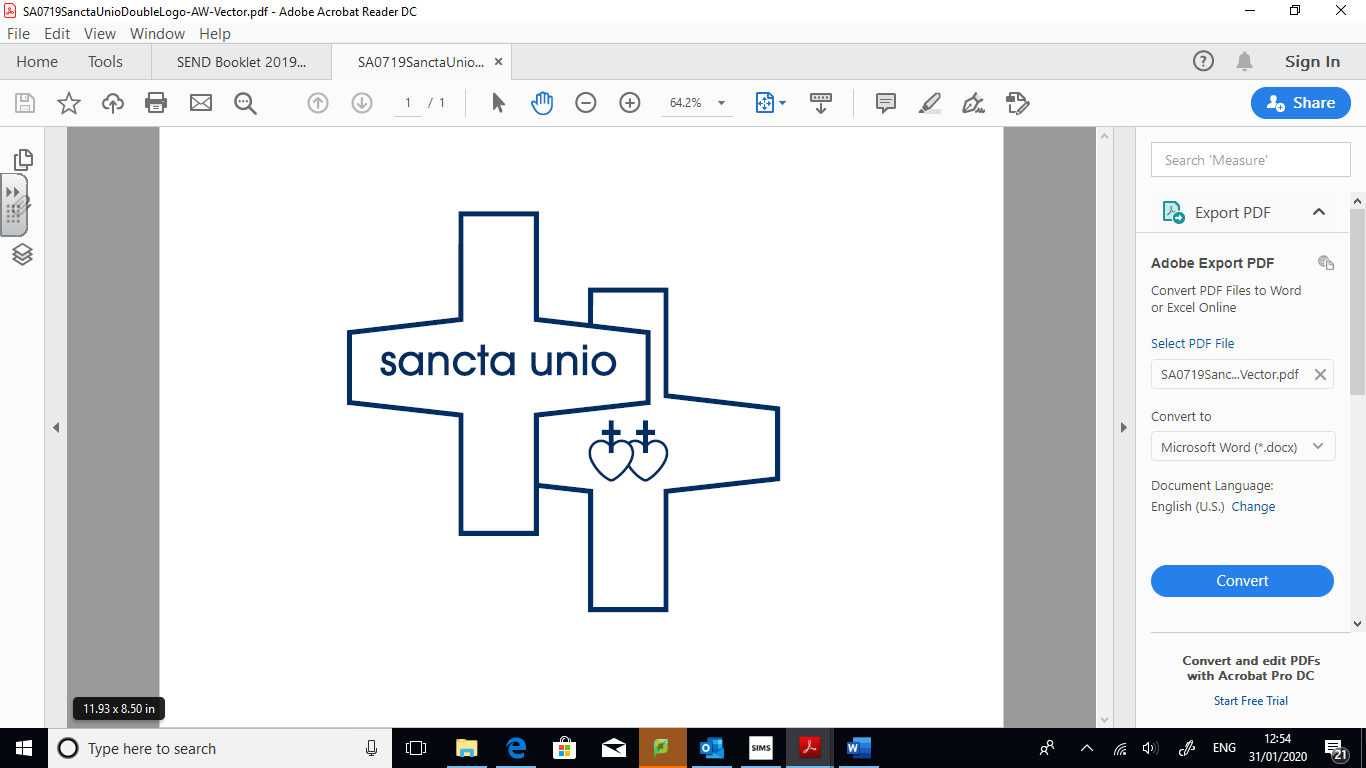 SA0719SanctaUnioDoubleLogo-AW-Vector.pdf - Adobe Acrobat Reader DC
File Edit View Window Help
Home Tools SEND Booklet 2019... SA0719SanctaUnio... × Sign In
1 / 1 64.2% Share
Search 'Measure'
Export PDF
Adobe Export PDF
Convert PDF Files to Word
or Excel Online
Select PDF File
SA0719Sanc...Vector.pdf
Convert to
Microsoft Word (*.docx)
Document Language:
English (U.S.) Change
Convert
Convert and edit PDFs
with Acrobat Pro DC
Start Free Trial
sancta unio
11.93 x 8.50 in
Type here to search
SIMS
ENG
12:54
31/01/2020
21